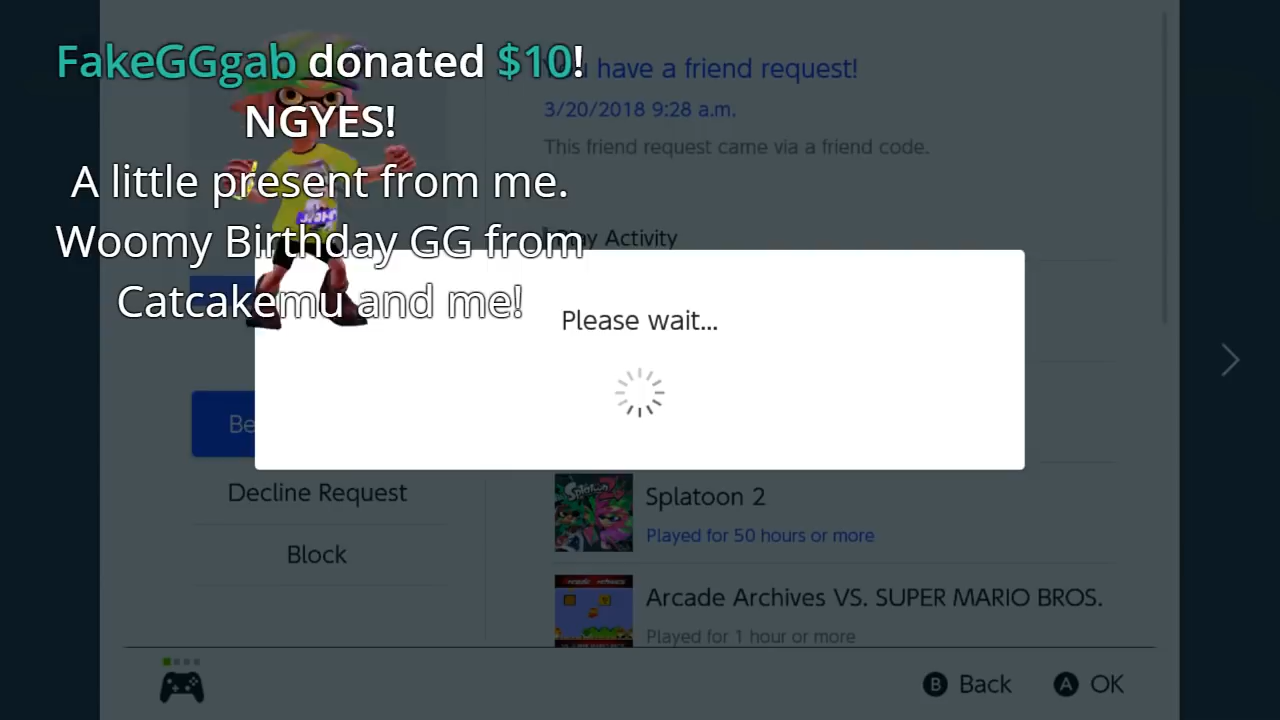 FakeGGgab donated $10!
NGYES!
A little present from me.
Woomy Birthday GG from
Catcakemu and me!
have a friend request!
3/20/2018 9:28 a.m.
This friend request came via a friend code.
Play Activity
Please wait...
Be
Decline Request
Block
Splatoon 2
Played for 50 hours or more
Arcade Archives VS. SUPER MARIO BROS.
Played for 1 hour or more
B Back
A OK